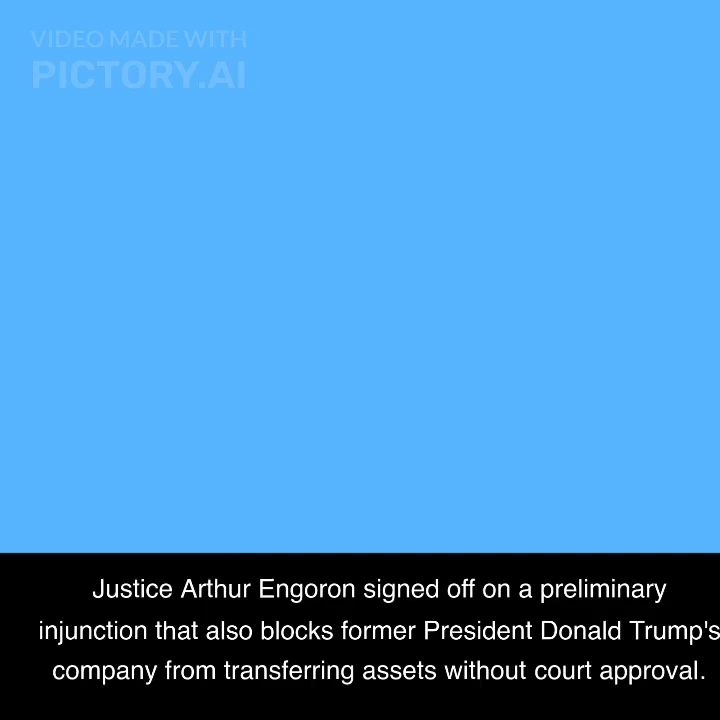 VIDEO MADE WITH
PICTORY.AI
Justice Arthur Engoron signed off on a preliminary
injunction that also blocks former President Donald Trump's
company from transferring assets without court approval.